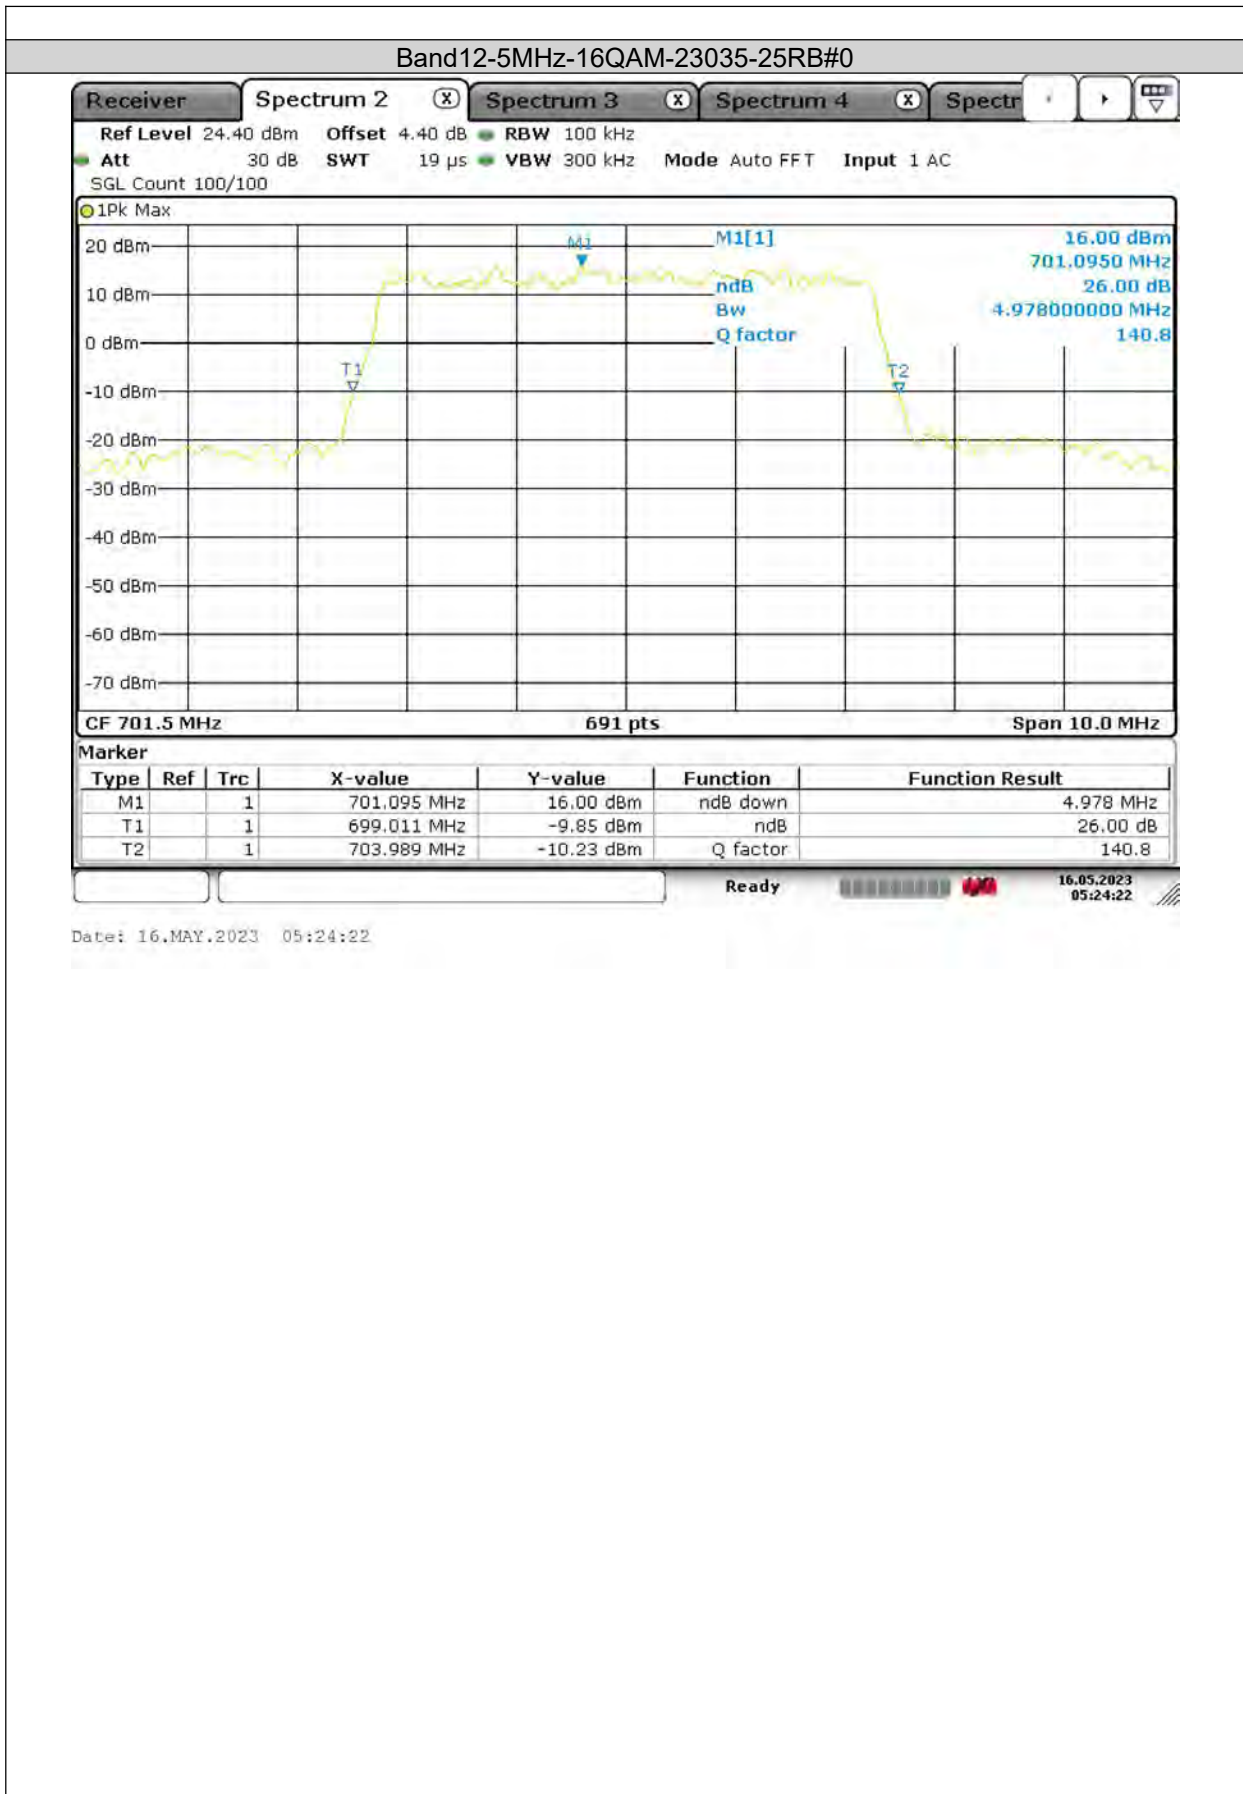 Band12-5MHz-16QAM-23035-25RB#0
Receiver Spectrum 2 X Spectrum 3 X Spectrum 4 X Spectr
Ref Level 24.40 dBm Offset 4.40 dB RBW 100 kHz
Att 30 dB SWT 19 µs VBW 300 kHz Mode Auto FFT Input 1 AC
SGL Count 100/100
1Pk Max
M1[1] 16.00 dBm
701.0950 MHz
ndB 26.00 dB
Bw 4.978000000 MHz
Q factor 140.8
20 dBm
M1
10 dBm
0 dBm
T1
T2
-10 dBm
-20 dBm
-30 dBm
-40 dBm
-50 dBm
-60 dBm
-70 dBm
CF 701.5 MHz 691 pts Span 10.0 MHz
Marker
Type Ref Trc X-value Y-value Function Function Result
M1 1 701.095 MHz 16.00 dBm ndB down 4.978 MHz
T1 1 699.011 MHz -9.85 dBm ndB 26.00 dB
T2 1 703.989 MHz -10.23 dBm Q factor 140.8
Ready 16.05.2023
05:24:22
Date: 16.MAY.2023 05:24:22